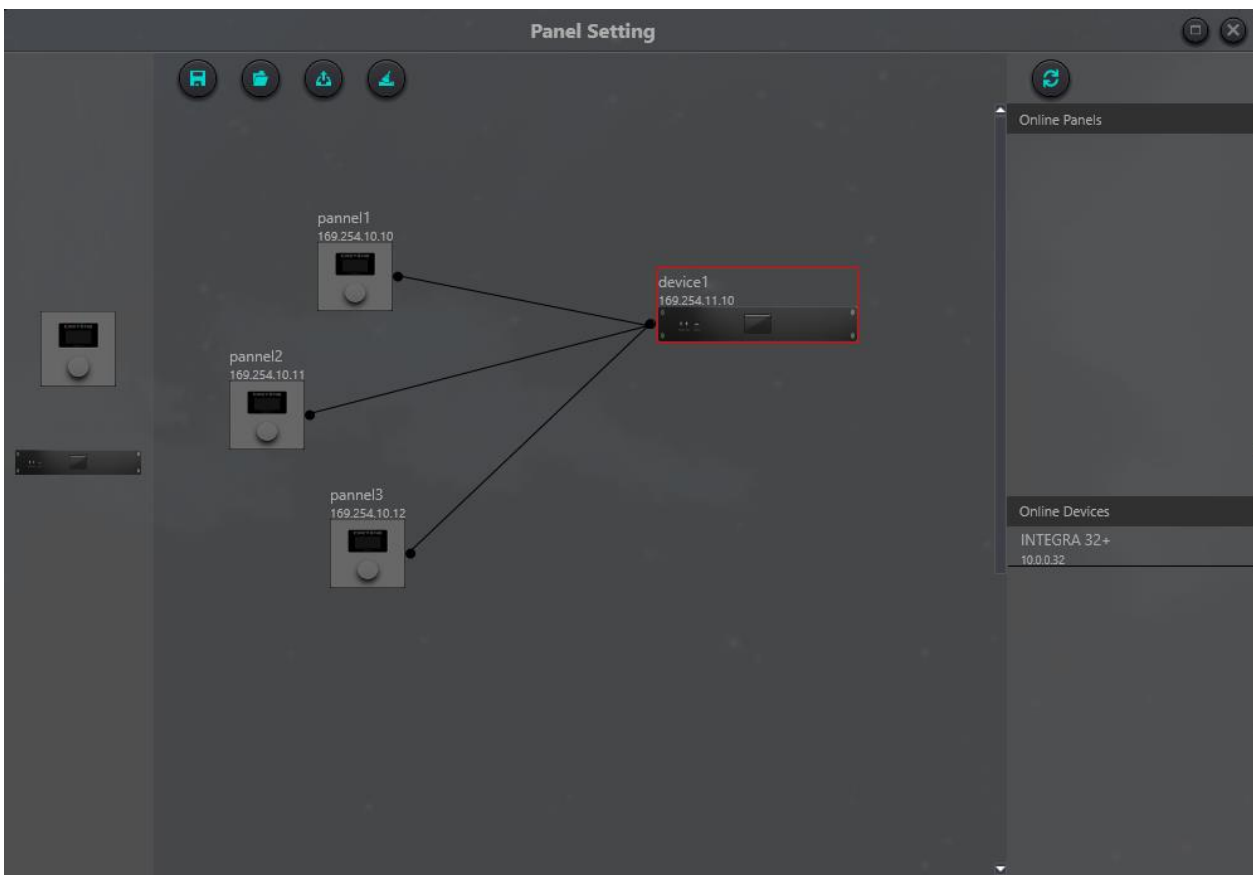 Panel Setting
Online Panels
pannel1
169.254.10.10
device1
169.254.11.10
pannel2
169.254.10.11
pannel3
169.254.10.12
Online Devices
INTEGRA 32+
10.0.0.32